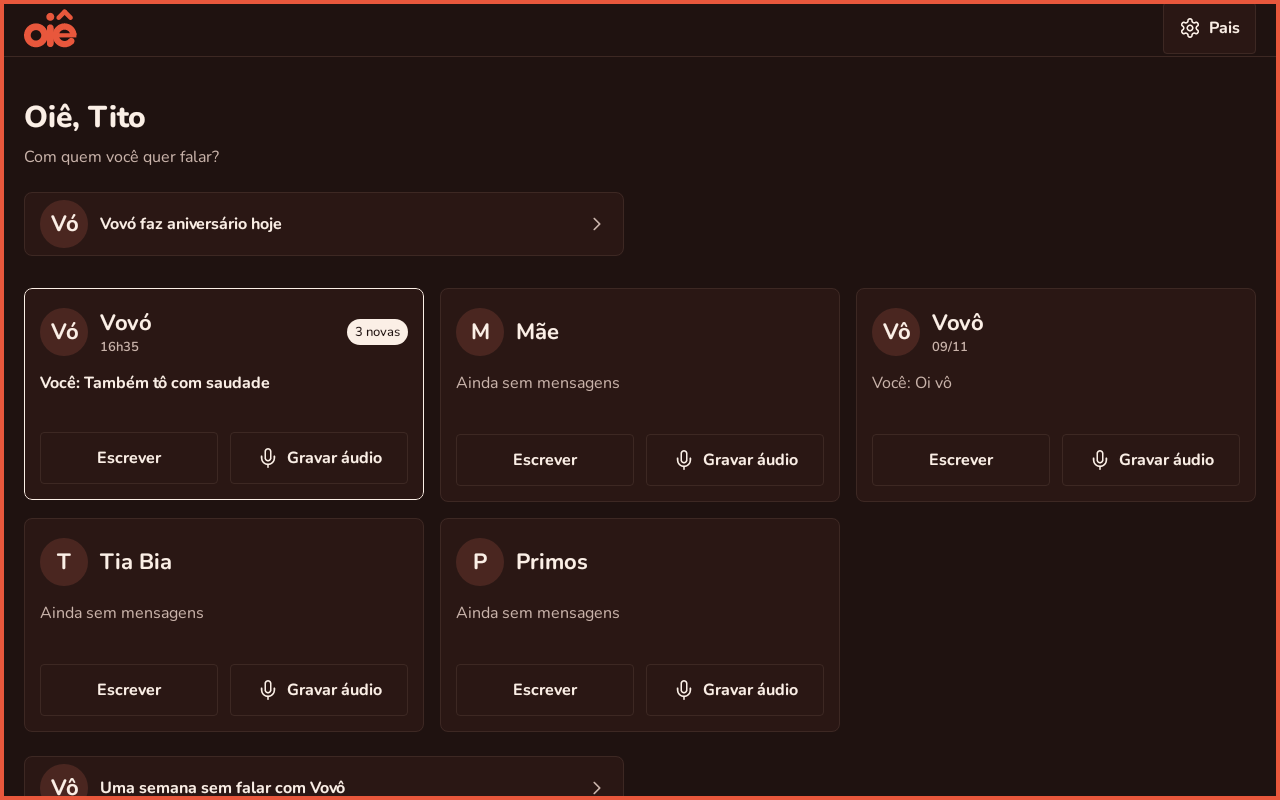 oiê
Pais
Oiê, Tito
Com quem você quer falar?
Vó
Vovó faz aniversário hoje
Vó
Vovó
16h35
3 novas
Você: Também tô com saudade
Escrever
Gravar áudio
M
Mãe
Ainda sem mensagens
Escrever
Gravar áudio
Vô
Vovô
09/11
Você: Oi vô
Escrever
Gravar áudio
T
Tia Bia
Ainda sem mensagens
Escrever
Gravar áudio
P
Primos
Ainda sem mensagens
Escrever
Gravar áudio
Vô
Uma semana sem falar com Vovô